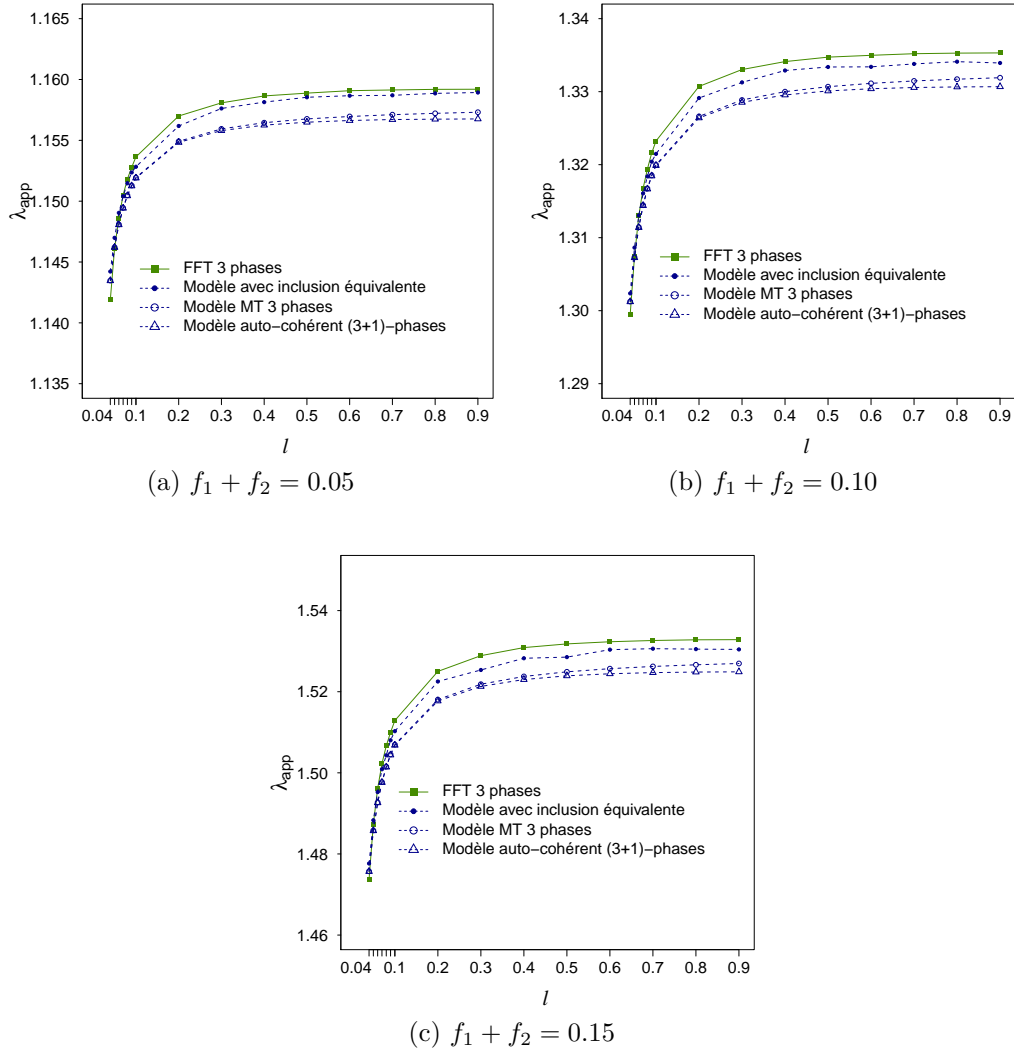 1.165
1.160
1.155
1.150
1.145
1.140
1.135
λapp
FFT 3 phases
Modèle avec inclusion équivalente
Modèle MT 3 phases
Modèle auto−cohérent (3+1)−phases
0.04 0.1 0.2 0.3 0.4 0.5 0.6 0.7 0.8 0.9
l
(a) f1 + f2 = 0.05
1.34
1.33
1.32
1.31
1.30
1.29
λapp
FFT 3 phases
Modèle avec inclusion équivalente
Modèle MT 3 phases
Modèle auto−cohérent (3+1)−phases
0.04 0.1 0.2 0.3 0.4 0.5 0.6 0.7 0.8 0.9
l
(b) f1 + f2 = 0.10
1.54
1.52
1.50
1.48
1.46
λapp
FFT 3 phases
Modèle avec inclusion équivalente
Modèle MT 3 phases
Modèle auto−cohérent (3+1)−phases
0.04 0.1 0.2 0.3 0.4 0.5 0.6 0.7 0.8 0.9
l
(c) f1 + f2 = 0.15